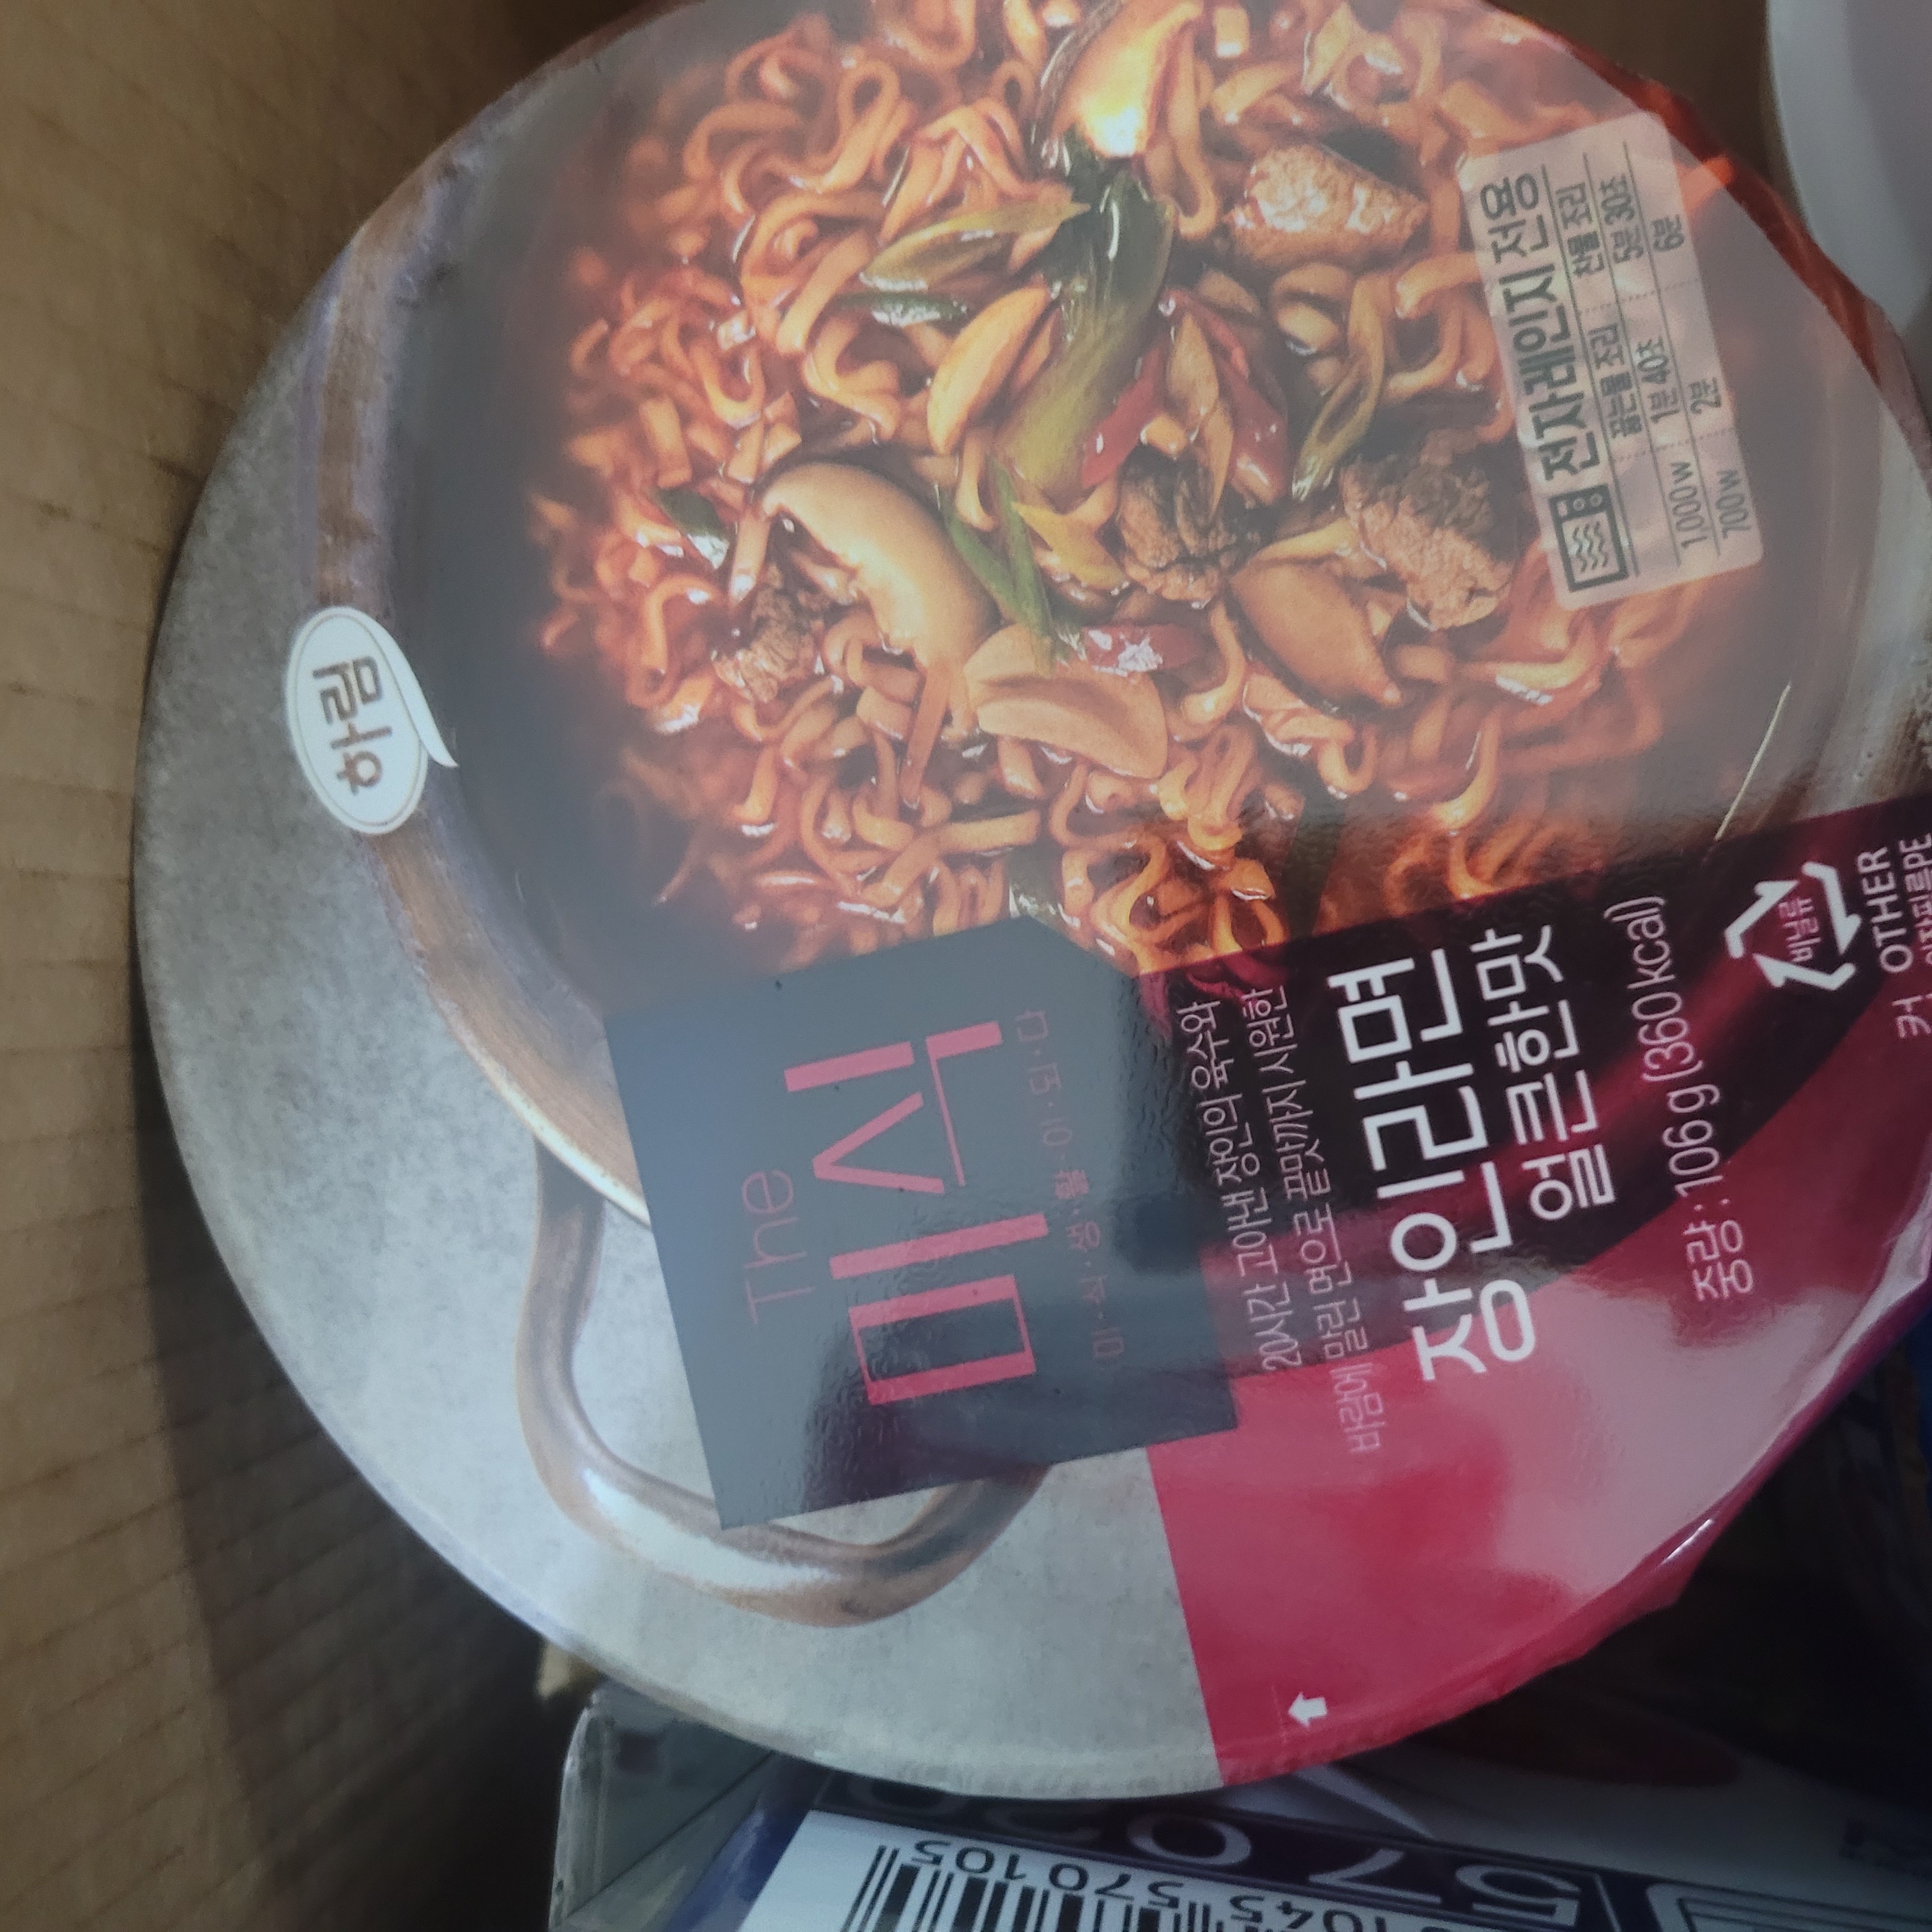 하림
The
미식
미·식·생·활·이·되·다
20시간 고아낸 장인의 육수와
바람에 말린 면으로 끝맛까지 시원한
장인라면
얼큰한맛
중량:106 g (360 kcal)
전자레인지 전용
끓는물 조리 찬물 조리
1000W 1분 40초 5분 30초
700W 2분 6분
비닐류
OTHER
1045 570105
570